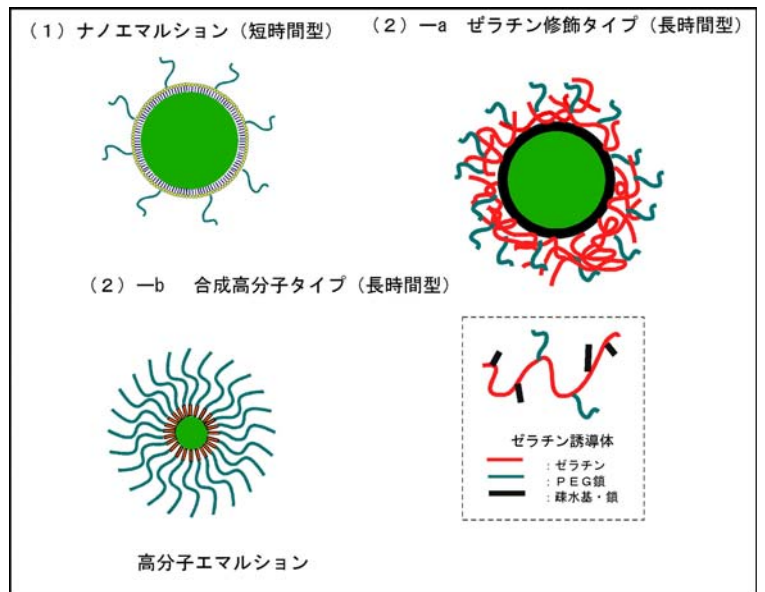 （１）ナノエマルション（短時間型）
（２）―a　ゼラチン修飾タイプ（長時間型）
（２）―b　合成高分子タイプ（長時間型）
ゼラチン誘導体
：ゼラチン
：ＰＥＧ鎖
：疎水基・鎖
高分子エマルション